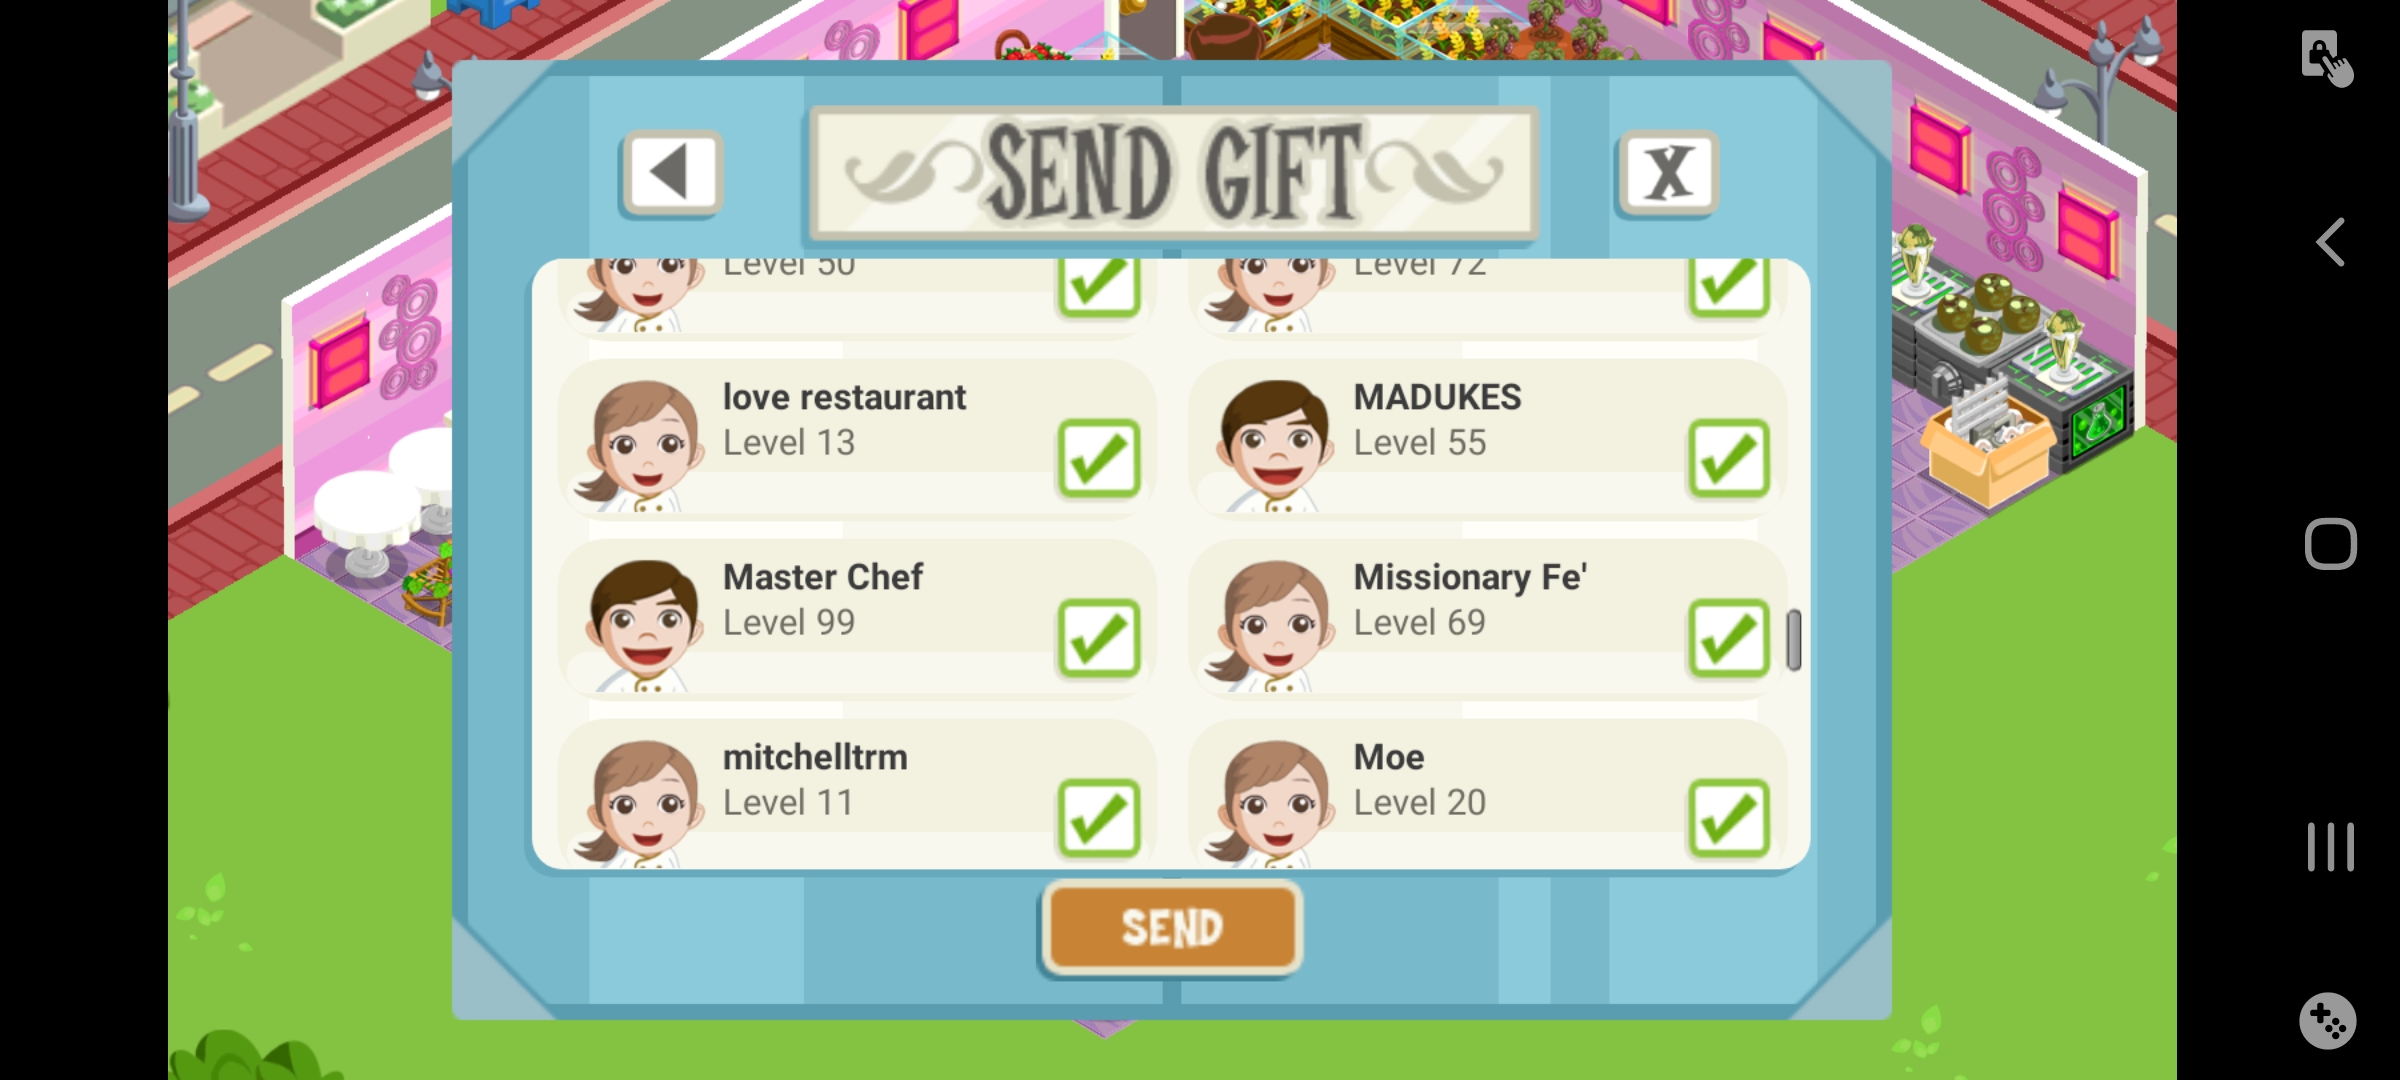 SEND GIFT
X
Level 50
Level 72
love restaurant
Level 13
MADUKES
Level 55
Master Chef
Level 99
Missionary Fe'
Level 69
mitchelltrm
Level 11
Moe
Level 20
SEND